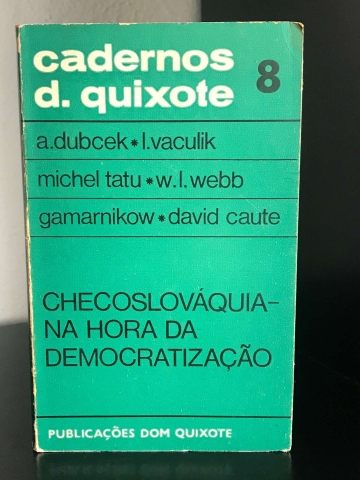 cadernos
d. quixote 8
a.dubcek*l.vaculik
michel tatu*w.l.webb
gamarnikow*david caute
CHECOSLOVÁQUIA-
NA HORA DA
DEMOCRATIZAÇÃO
PUBLICAÇÕES DOM QUIXOTE